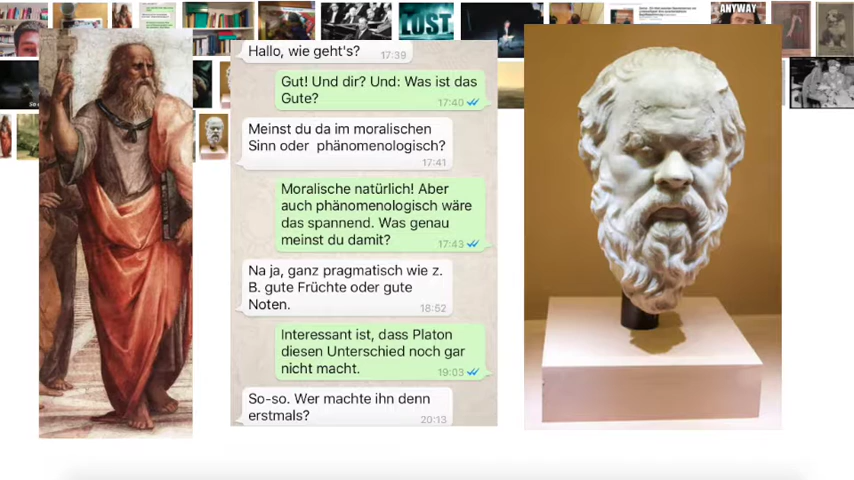 LOST
ANYWAY
Hallo, wie geht's?
17:39
Gut! Und dir? Und: Was ist das
Gute?
17:40
Meinst du da im moralischen
Sinn oder phänomenologisch?
17:41
Moralische natürlich! Aber
auch phänomenologisch wäre
das spannend. Was genau
meinst du damit?
17:43
Na ja, ganz pragmatisch wie z.
B. gute Früchte oder gute
Noten.
18:52
Interessant ist, dass Platon
diesen Unterschied noch gar
nicht macht.
19:03
So-so. Wer machte ihn denn
erstmals?
20:13